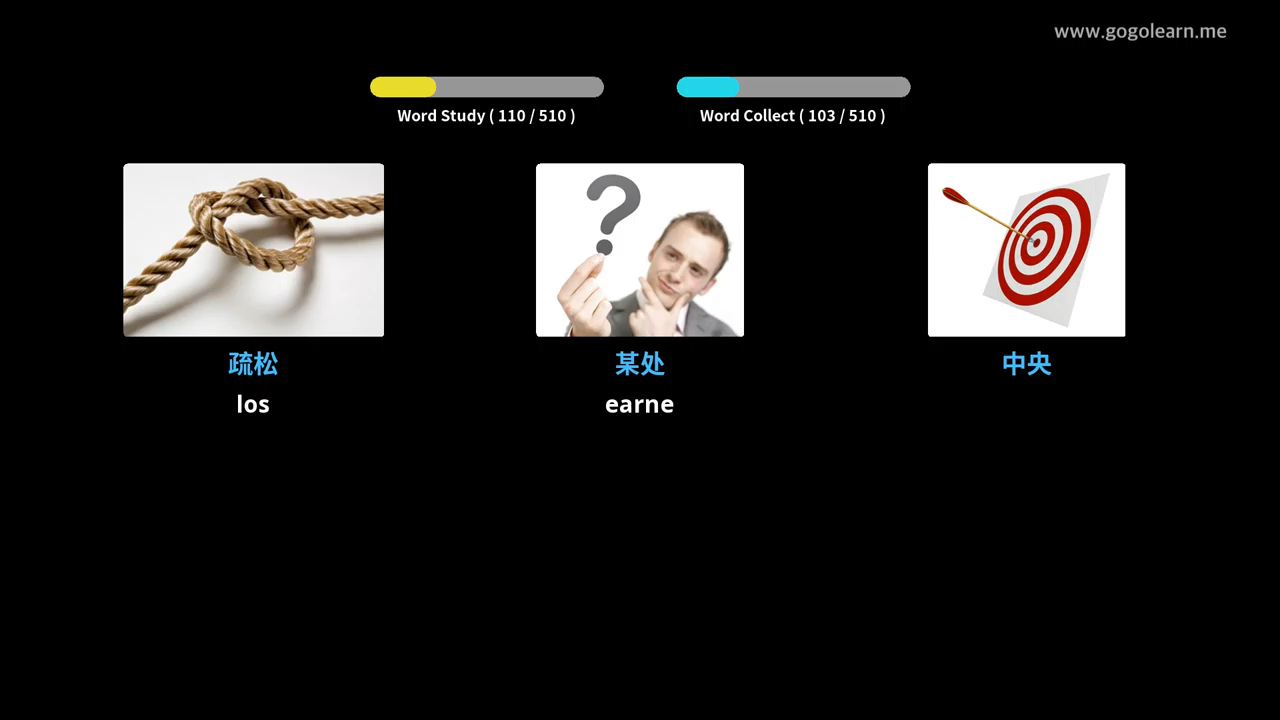 www.gogolearn.me
Word Study ( 110 / 510 )
Word Collect ( 103 / 510 )
?
疏松
某处
中央
los
earne